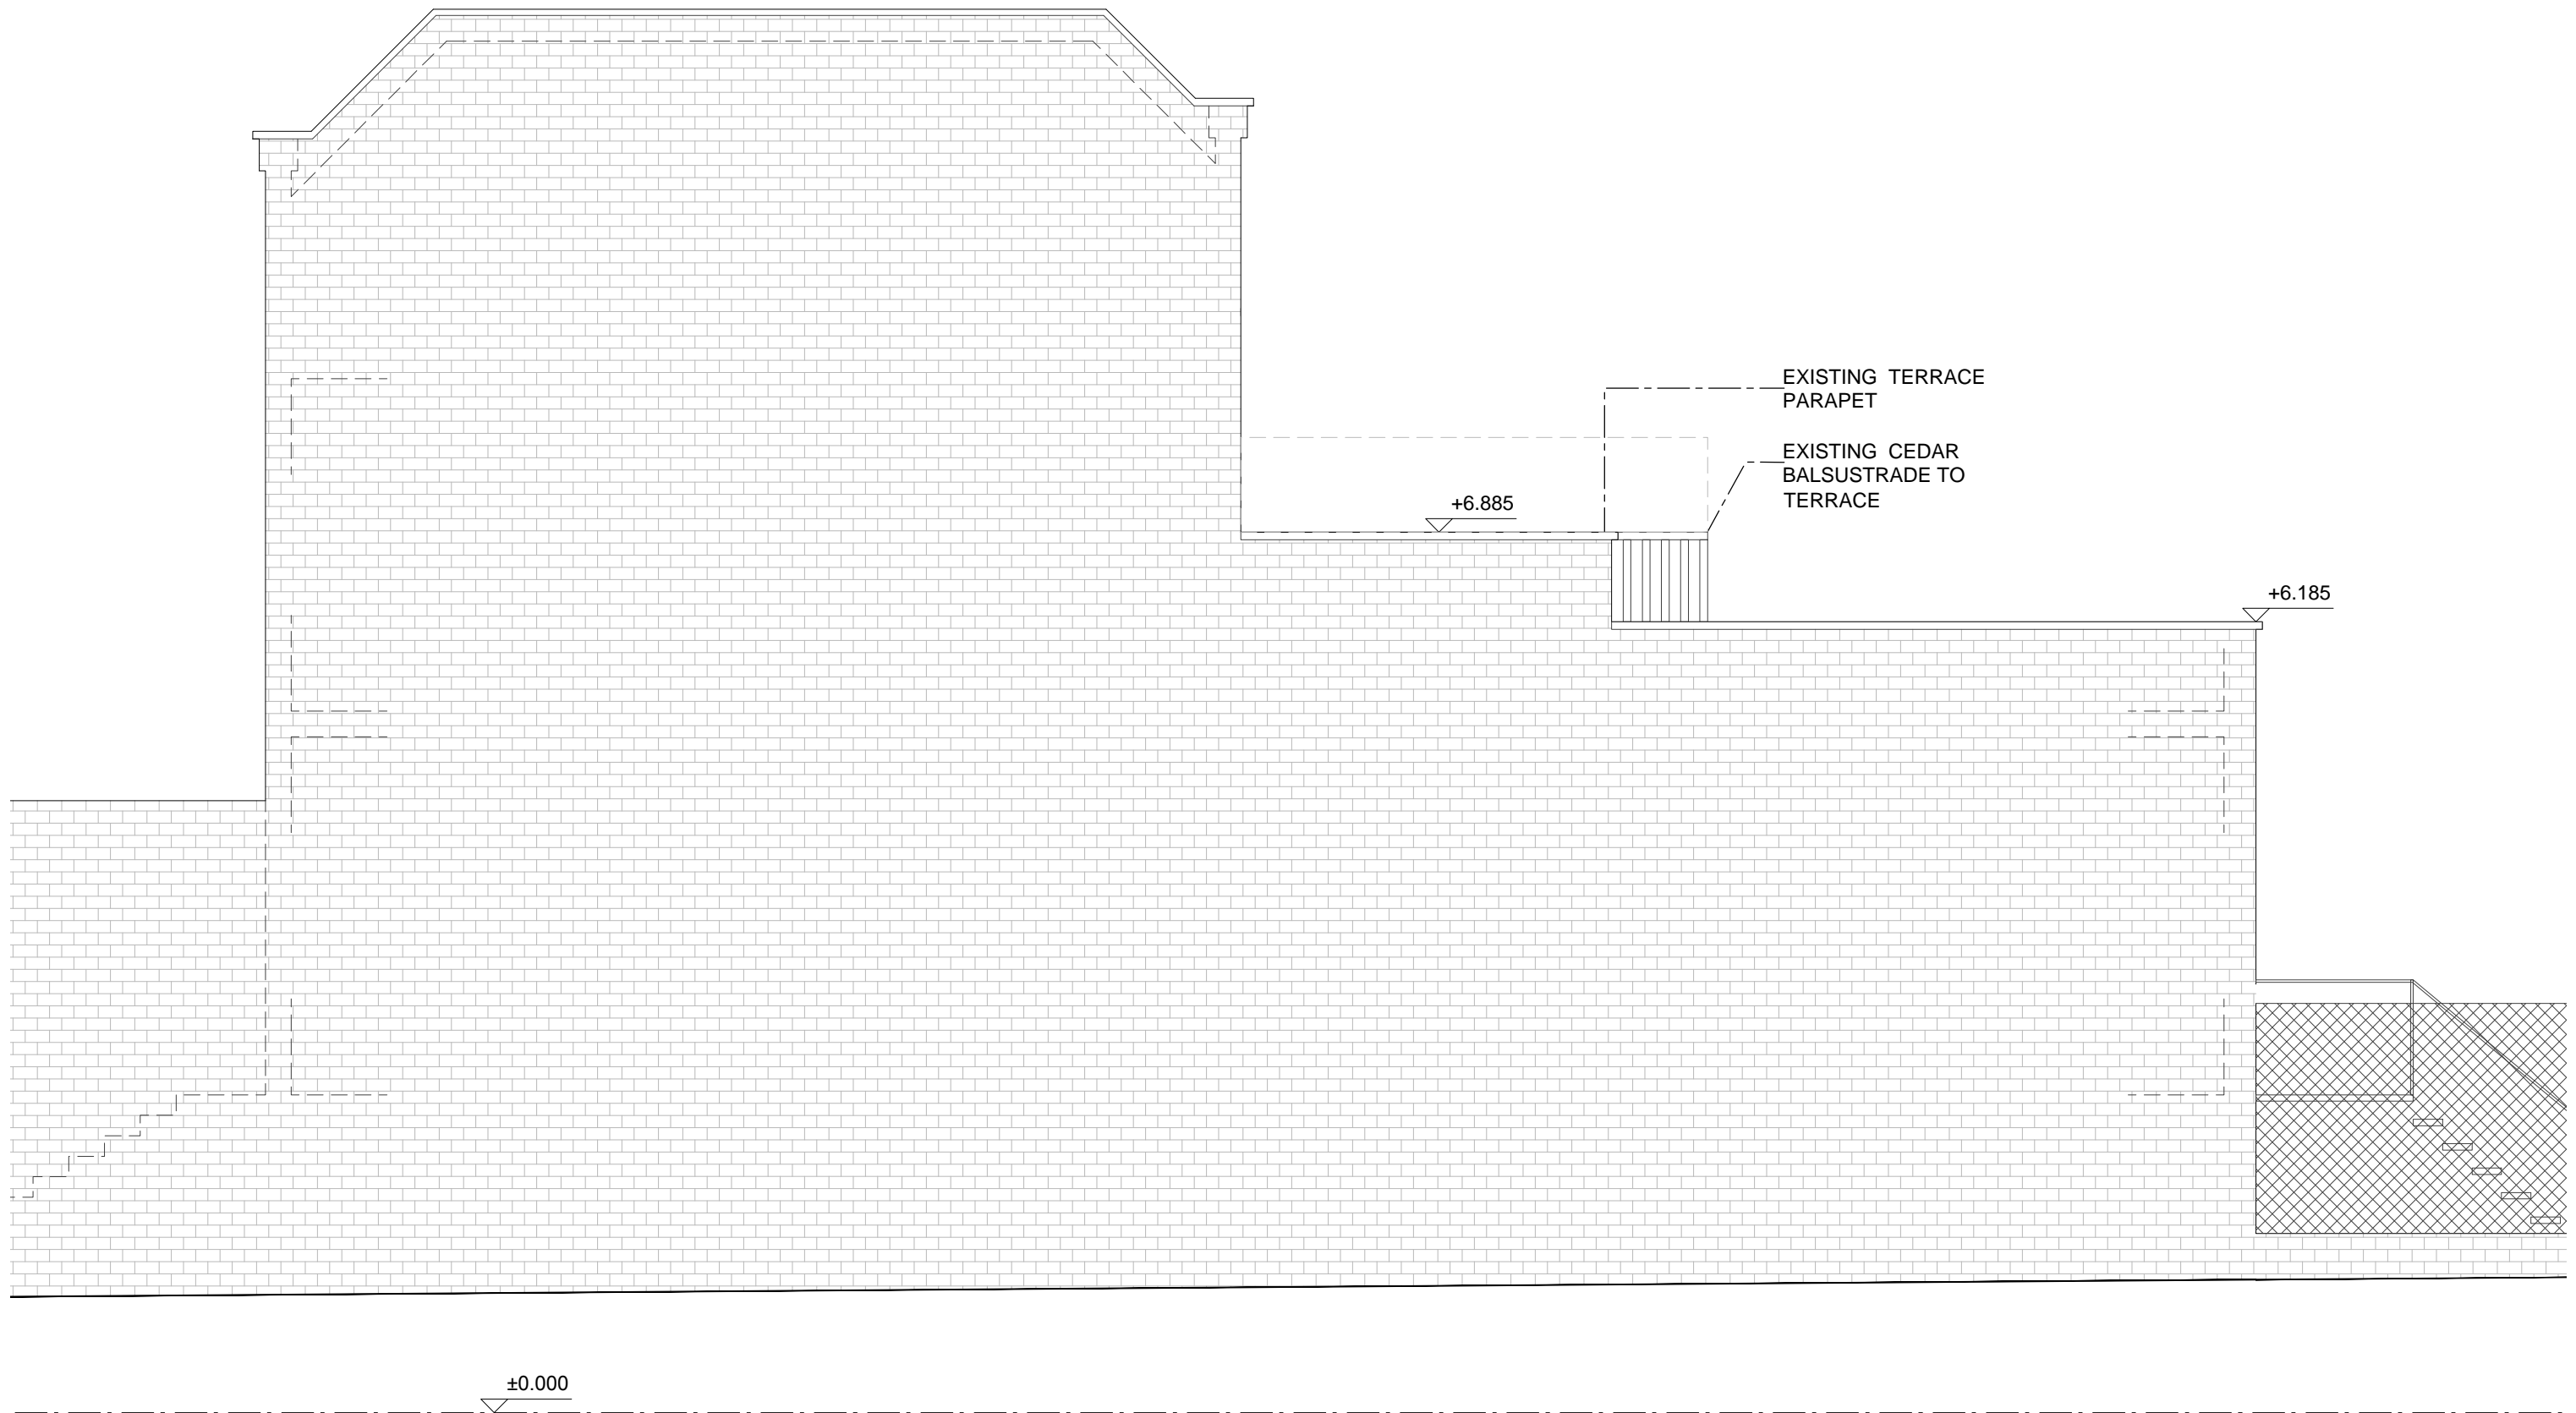 EXISTING TERRACE
PARAPET
EXISTING CEDAR
BALSUSTRADE TO
TERRACE
+6.885
+6.185
±0.000